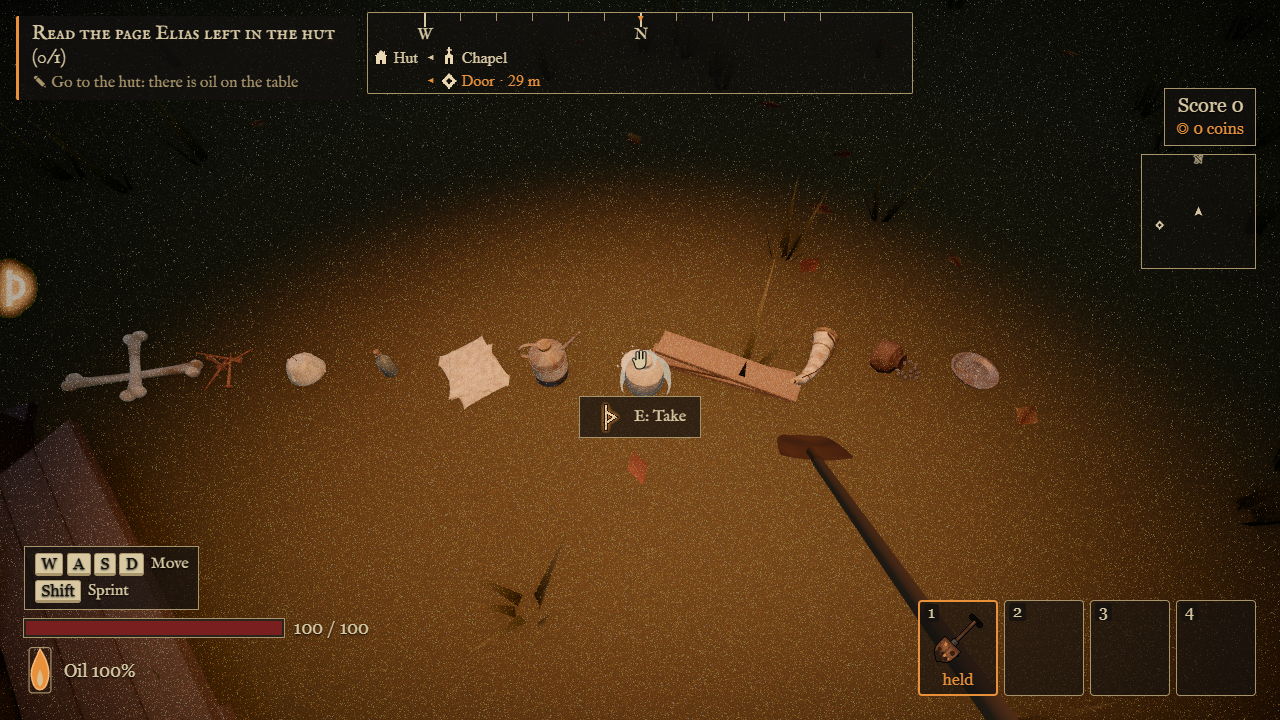 Read the page Elias left in the hut
(0/1)
Go to the hut: there is oil on the table
W
N
Hut
Chapel
Door · 29 m
Score 0
0 coins
E: Take
W A S D Move
Shift Sprint
100 / 100
Oil 100%
1
held
2
3
4